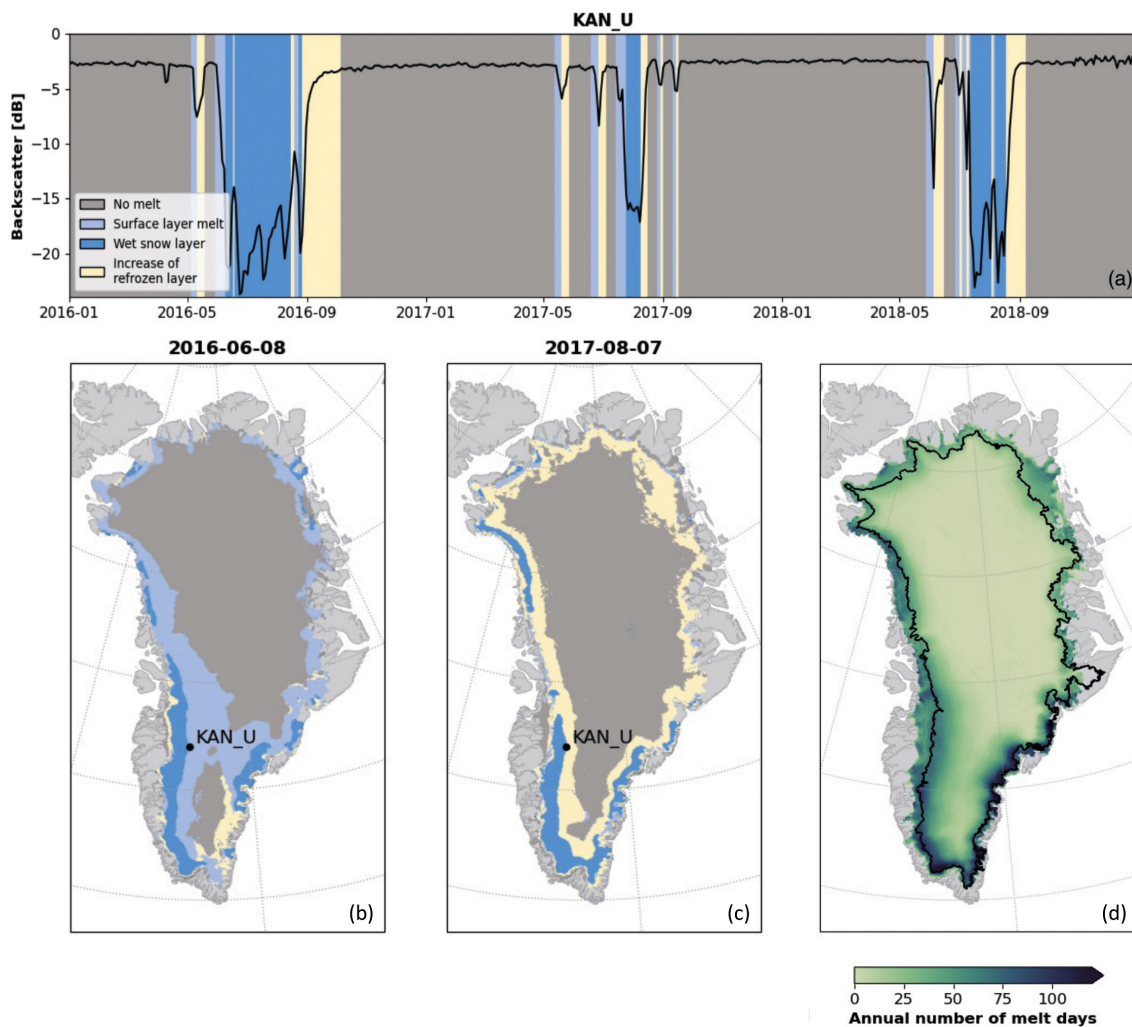 KAN_U
Backscatter [dB]
0
−5
−10
−15
−20
No melt
Surface layer melt
Wet snow layer
Increase of
refrozen layer
(a)
2016-01 2016-05 2016-09 2017-01 2017-05 2017-09 2018-01 2018-05 2018-09
2016-06-08
KAN_U
(b)
2017-08-07
KAN_U
(c)
(d)
0 25 50 75 100
Annual number of melt days